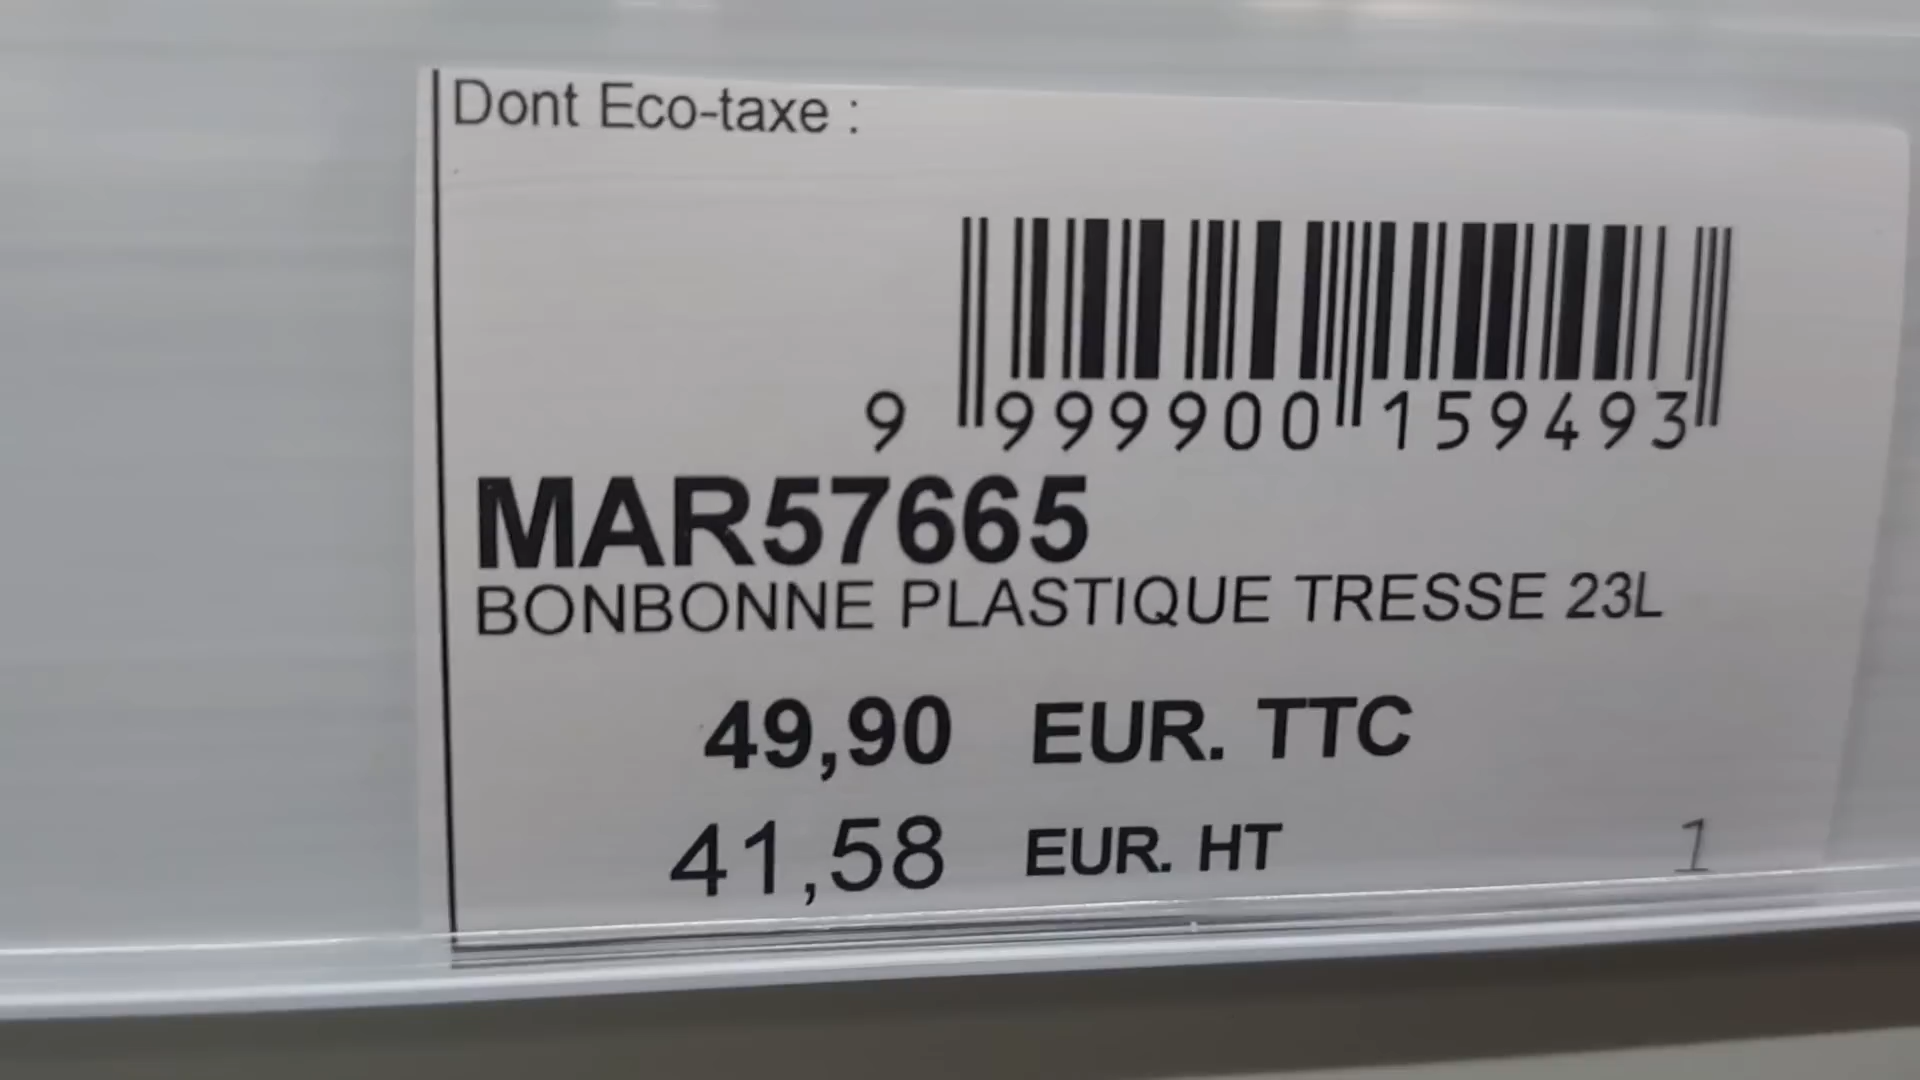 Dont Eco-taxe :
9 999900 159493
MAR57665
BONBONNE PLASTIQUE TRESSE 23L
49,90 EUR. TTC
41,58 EUR. HT 1